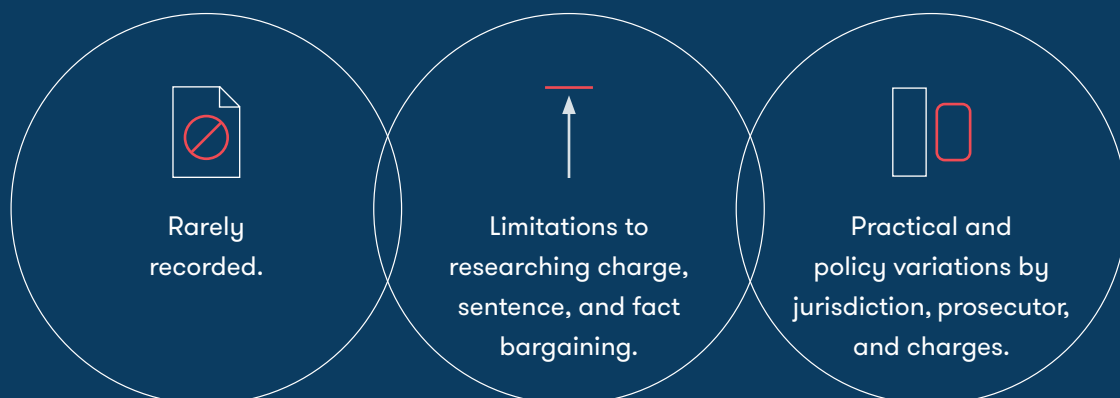 Rarely
recorded.
Limitations to
researching charge,
sentence, and fact
bargaining.
Practical and
policy variations by
jurisdiction, prosecutor,
and charges.